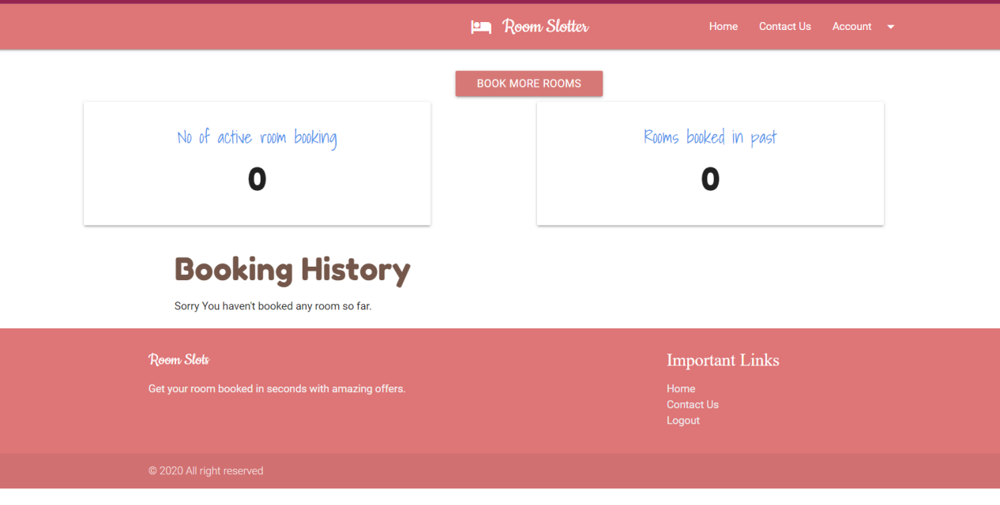 Room Slotter
Home
Contact Us
Account
BOOK MORE ROOMS
No of active room booking
0
Rooms booked in past
0
Booking History
Sorry You haven't booked any room so far.
Room Slots
Get your room booked in seconds with amazing offers.
Important Links
Home
Contact Us
Logout
© 2020 All right reserved